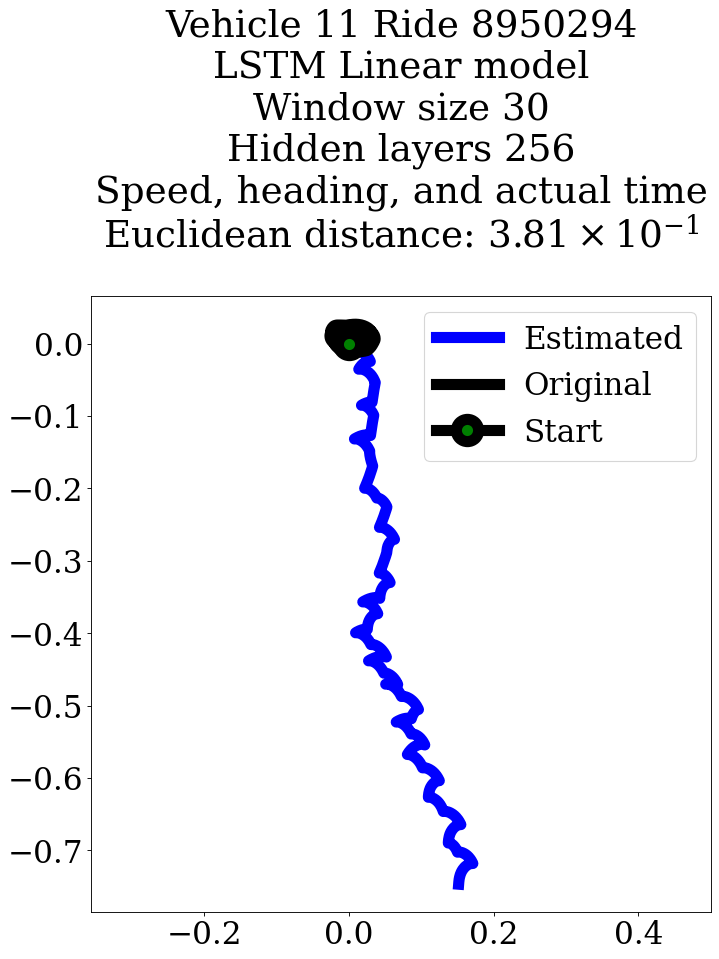 Vehicle 11 Ride 8950294
LSTM Linear model
Window size 30
Hidden layers 256
Speed, heading, and actual time
Euclidean distance: 3.81 × 10⁻¹
Estimated
Original
Start
0.0
−0.1
−0.2
−0.3
−0.4
−0.5
−0.6
−0.7
−0.2 0.0 0.2 0.4